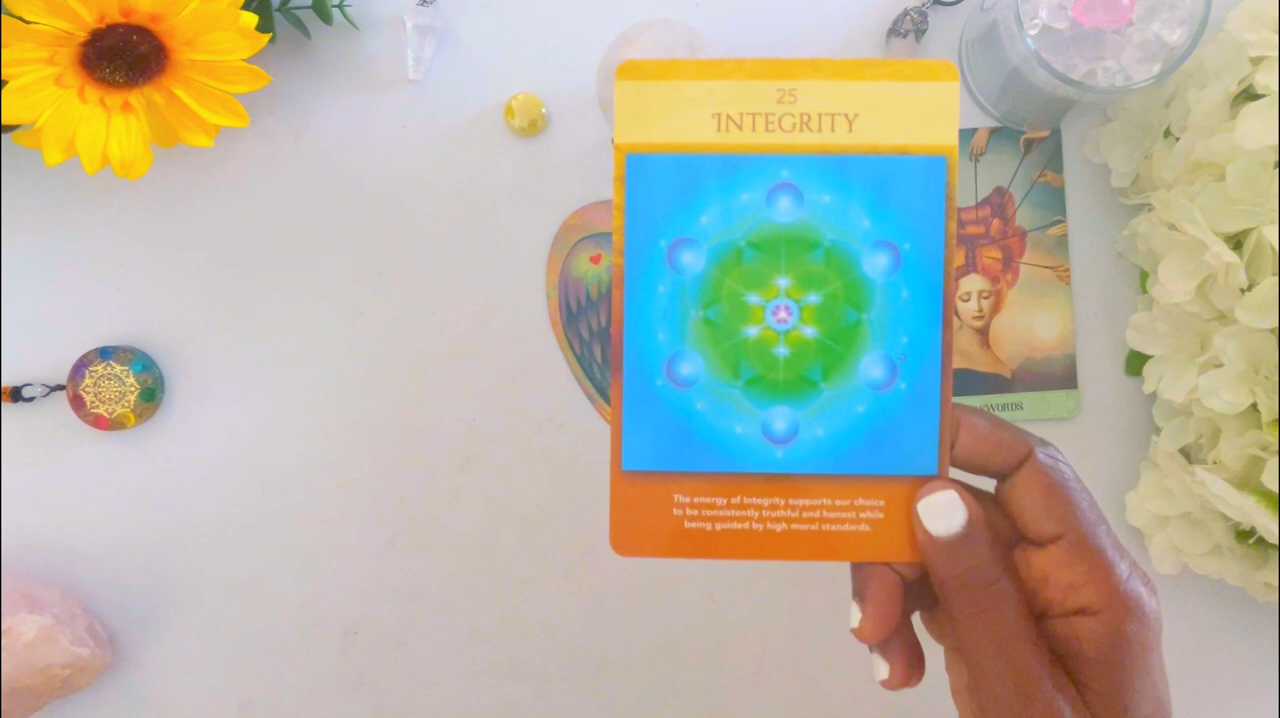 25
INTEGRITY
The energy of Integrity supports our choice
to be consistently truthful and honest while
being guided by high moral standards.
SWORDS